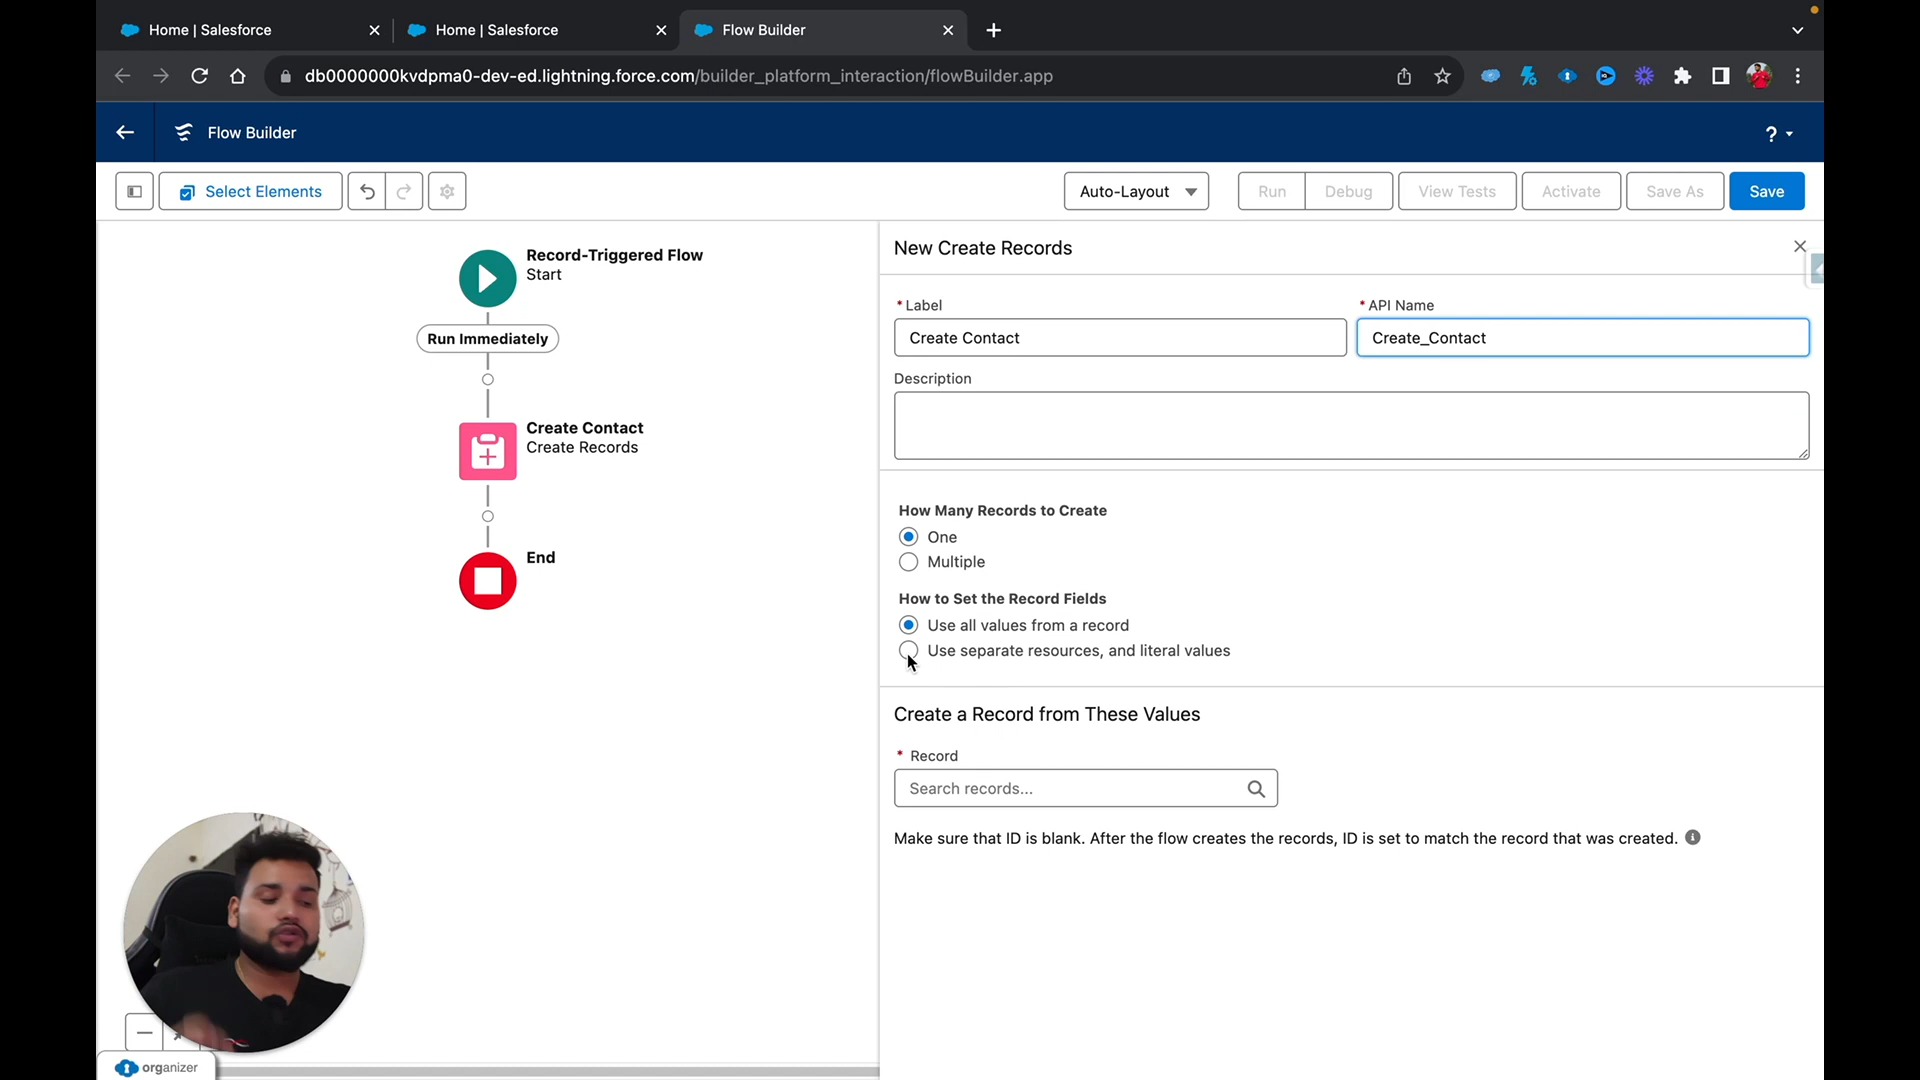 Home | Salesforce
Home | Salesforce
Flow Builder
db0000000kvdpma0-dev-ed.lightning.force.com/builder_platform_interaction/flowBuilder.app
Flow Builder
?
Select Elements
Auto-Layout
Run
Debug
View Tests
Activate
Save As
Save
Record-Triggered Flow
Start
Run Immediately
Create Contact
Create Records
End
New Create Records
* Label
* API Name
Create Contact
Create_Contact
Description
How Many Records to Create
One
Multiple
How to Set the Record Fields
Use all values from a record
Use separate resources, and literal values
Create a Record from These Values
* Record
Search records...
Make sure that ID is blank. After the flow creates the records, ID is set to match the record that was created.
organizer